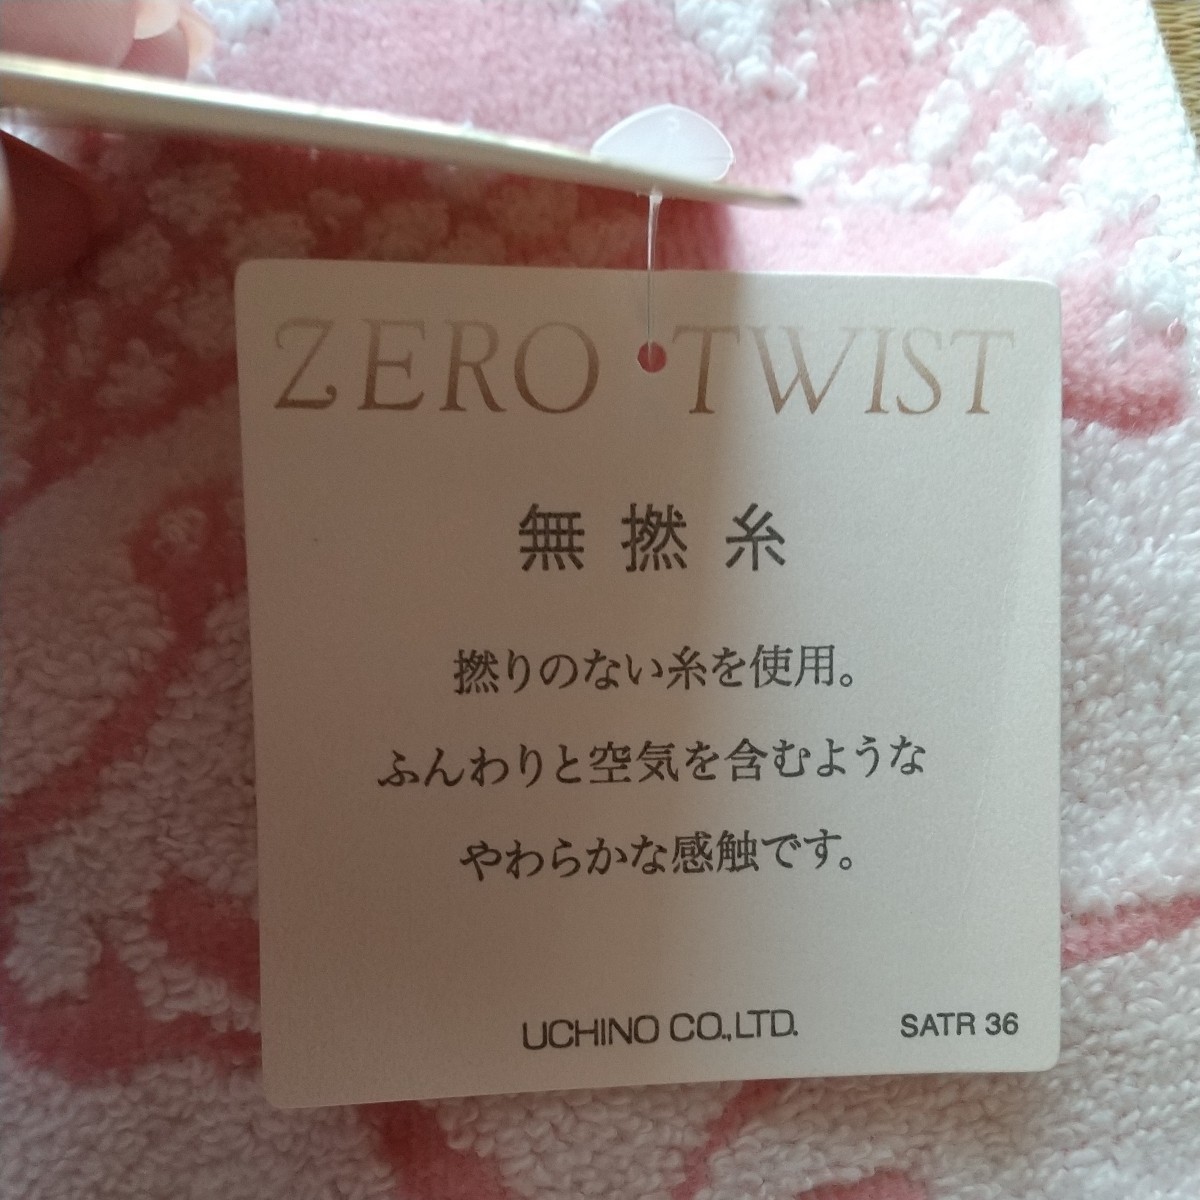 ZERO TWIST
無撚糸
撚りのない糸を使用。
ふんわりと空気を含むような
やわらかな感触です。
UCHINO CO.,LTD. SATR 36